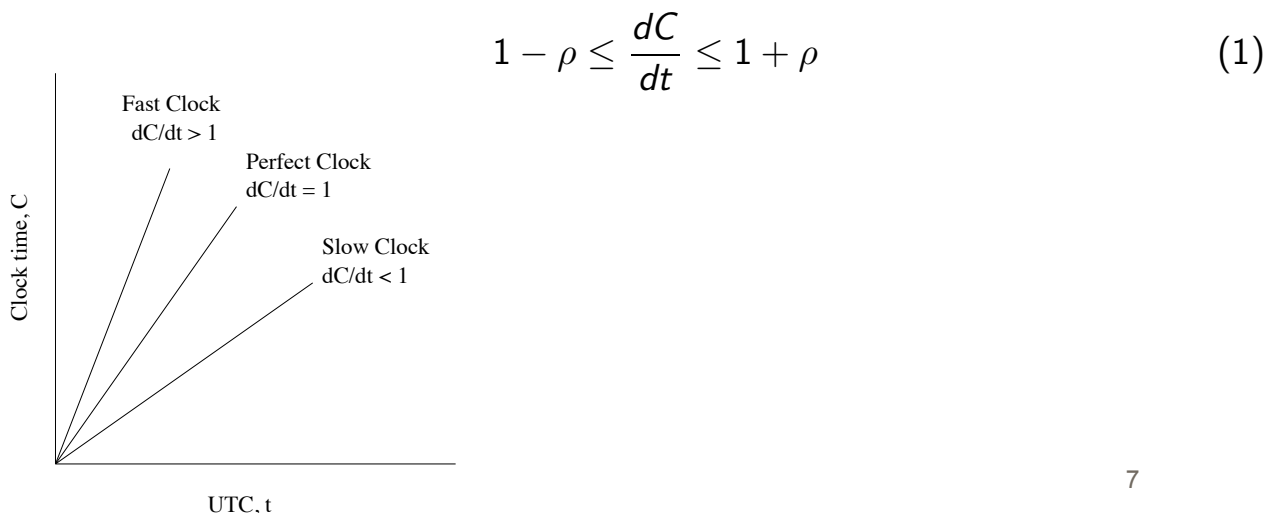 1 − ρ ≤ dC/dt ≤ 1 + ρ (1)
Fast Clock
dC/dt > 1
Perfect Clock
dC/dt = 1
Slow Clock
dC/dt < 1
Clock time, C
UTC, t
7